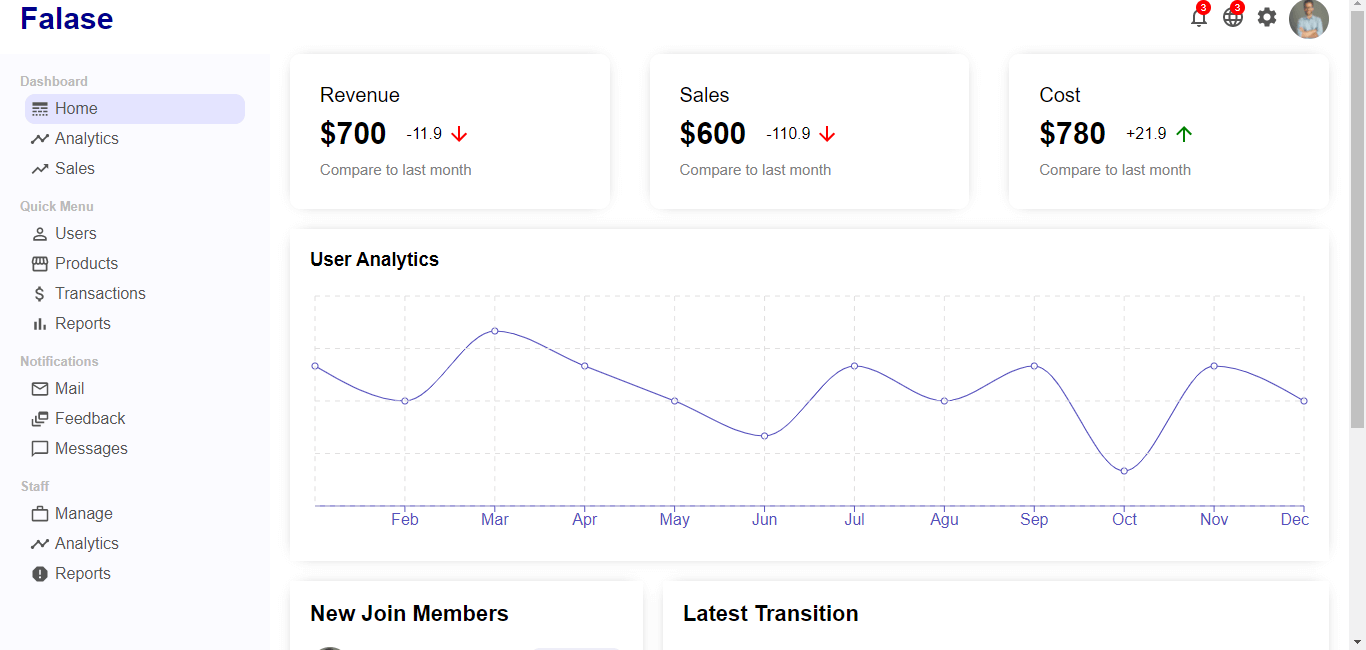 Falase
3
3
Dashboard
Home
Analytics
Sales
Quick Menu
Users
Products
Transactions
Reports
Notifications
Mail
Feedback
Messages
Staff
Manage
Analytics
Reports
Revenue
$700 -11.9
Compare to last month
Sales
$600 -110.9
Compare to last month
Cost
$780 +21.9
Compare to last month
User Analytics
Feb Mar Apr May Jun Jul Agu Sep Oct Nov Dec
New Join Members
Latest Transition